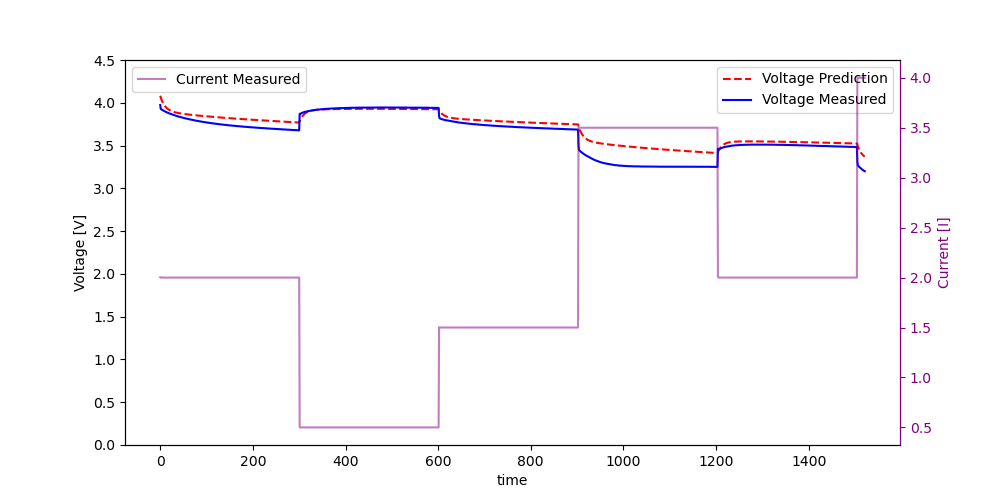 Current Measured
Voltage Prediction
Voltage Measured
4.5
4.0
3.5
3.0
2.5
2.0
1.5
1.0
0.5
0.0
Voltage [V]
4.0
3.5
3.0
2.5
2.0
1.5
1.0
0.5
Current [I]
0 200 400 600 800 1000 1200 1400
time